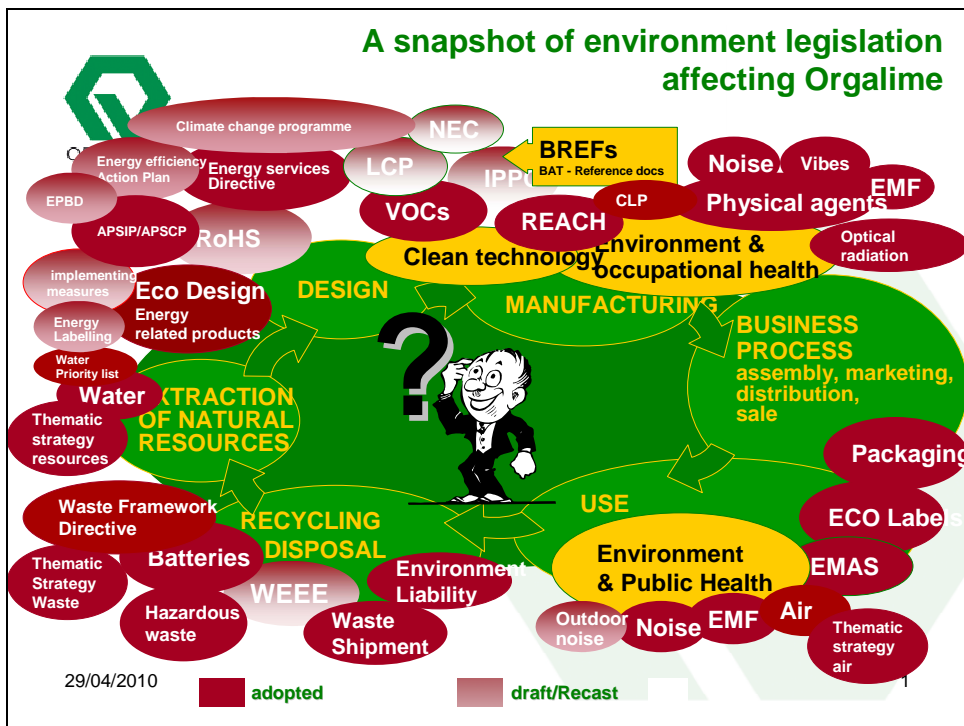 A snapshot of environment legislation
affecting Orgalime
Climate change programme
NEC
BREFs
BAT - Reference docs
Energy efficiency
Action Plan
Energy services
Directive
LCP
IPPC
Noise
Vibes
EMF
EPBD
CLP
Physical agents
VOCs
REACH
APSIP/APSCP
RoHS
Clean technology
Environment &
occupational health
Optical
radiation
implementing
measures
Eco Design
Energy
related products
DESIGN
MANUFACTURING
Energy
Labelling
BUSINESS
PROCESS
assembly, marketing,
distribution,
sale
Water
Priority list
Water
EXTRACTION
OF NATURAL
RESOURCES
Thematic
strategy
resources
?
Packaging
Waste Framework
Directive
RECYCLING
DISPOSAL
USE
ECO Labels
Batteries
Environment
& Public Health
EMAS
Thematic
Strategy
Waste
Environment
Liability
WEEE
Hazardous
waste
Waste
Shipment
Outdoor
noise
Noise
EMF
Air
Thematic
strategy
air
29/04/2010
adopted
draft/Recast
1